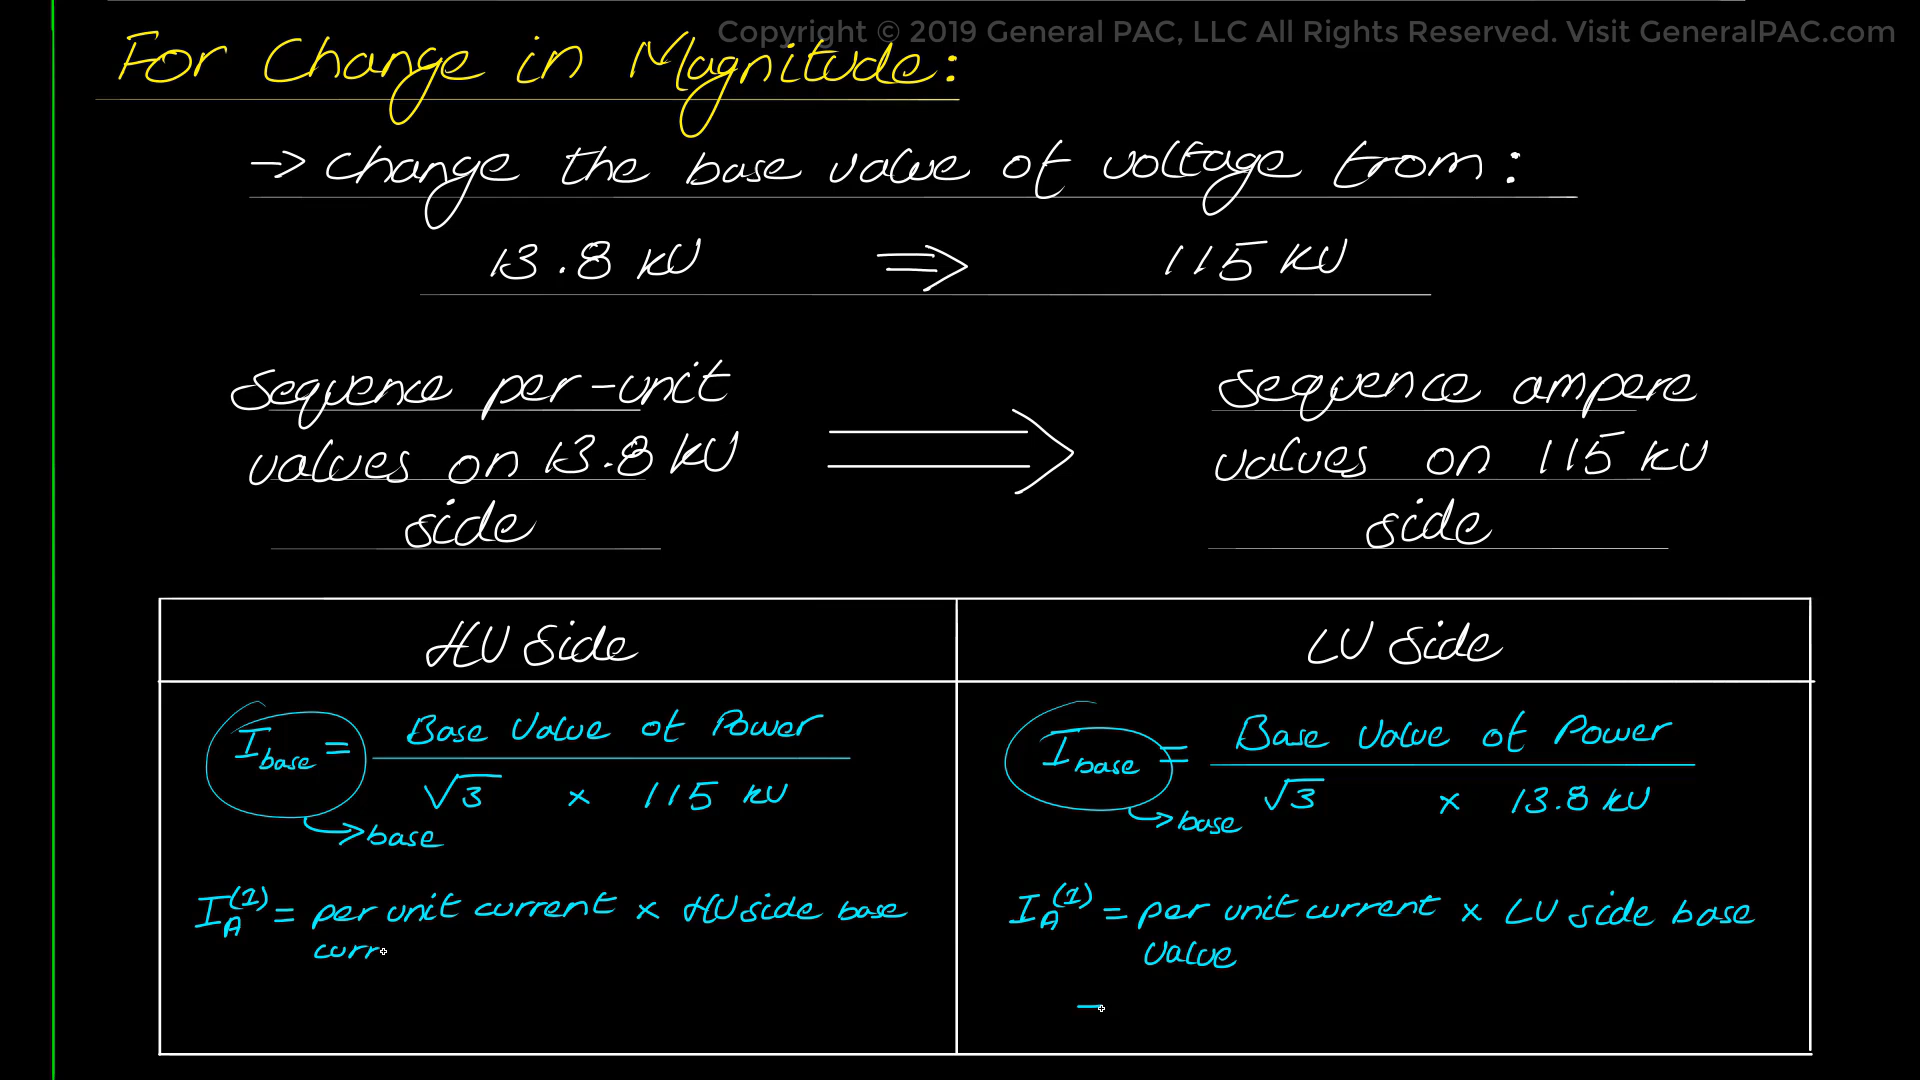 Copyright © 2019 General PAC, LLC All Rights Reserved. Visit GeneralPAC.com
For Change in Magnitude:
-> change the base value of voltage from:
13.8 kV ⇒ 115 kV
Sequence per-unit
values on 13.8 kV
side
⇒
Sequence ampere
values on 115 kV
side
HV Side
I base = Base Value of Power
√3 × 115 kV
-> base
I_A^(1) = per unit current × HV side base
curr
LV Side
I base = Base Value of Power
√3 × 13.8 kV
-> base
I_A^(1) = per unit current × LV side base
value